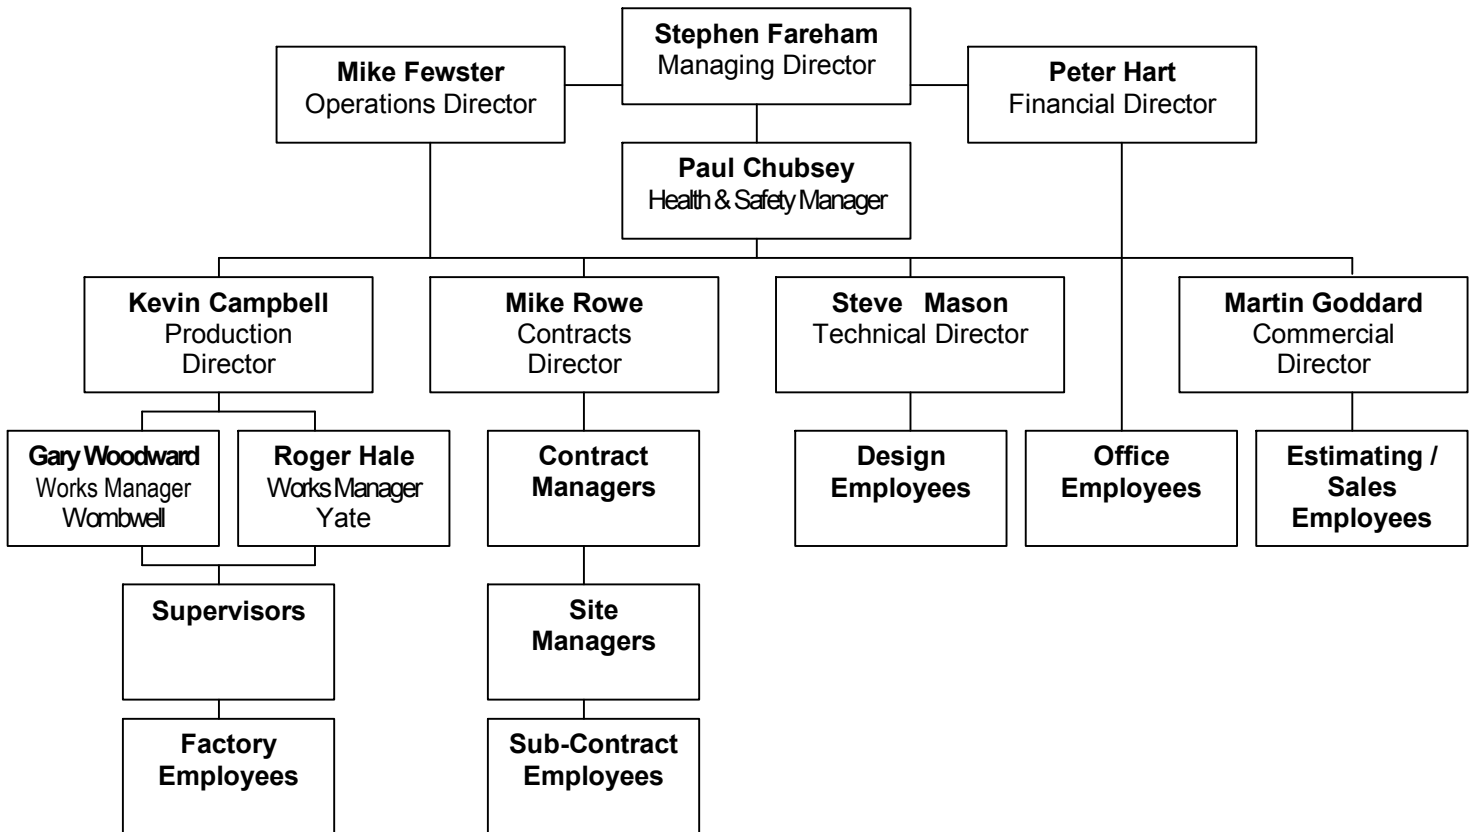 Stephen Fareham
Managing Director
Mike Fewster
Operations Director
Peter Hart
Financial Director
Paul Chubsey
Health & Safety Manager
Kevin Campbell
Production
Director
Mike Rowe
Contracts
Director
Steve Mason
Technical Director
Martin Goddard
Commercial
Director
Gary Woodward
Works Manager
Wombwell
Roger Hale
Works Manager
Yate
Contract
Managers
Design
Employees
Office
Employees
Estimating /
Sales
Employees
Supervisors
Site
Managers
Factory
Employees
Sub-Contract
Employees